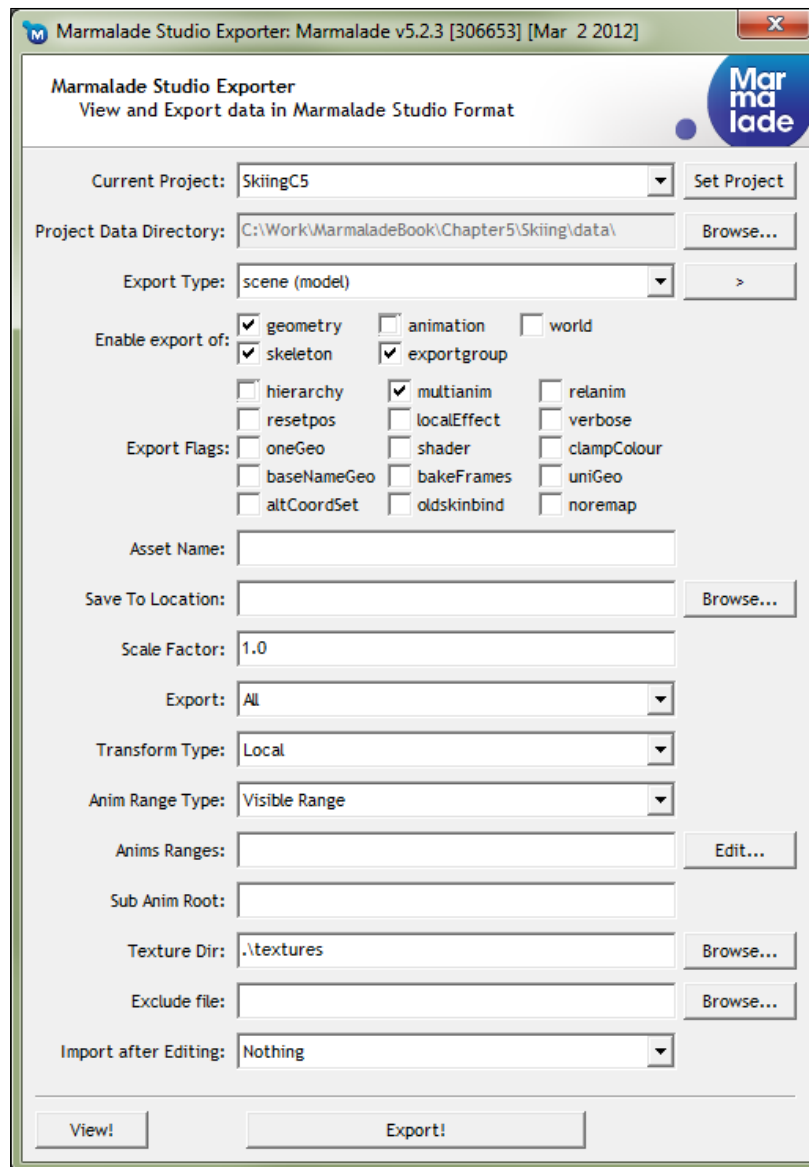 Marmalade Studio Exporter: Marmalade v5.2.3 [306653] [Mar 2 2012]
Marmalade Studio Exporter
View and Export data in Marmalade Studio Format
Mar
ma
lade
Current Project: SkiingC5 Set Project
Project Data Directory: C:\Work\MarmaladeBook\Chapter5\Skiing\data\ Browse...
Export Type: scene (model) >
Enable export of: geometry animation world
skeleton exportgroup
hierarchy multianim relanim
resetpos localEffect verbose
Export Flags: oneGeo shader clampColour
baseNameGeo bakeFrames uniGeo
altCoordSet oldskinbind noremap
Asset Name:
Save To Location: Browse...
Scale Factor: 1.0
Export: All
Transform Type: Local
Anim Range Type: Visible Range
Anims Ranges: Edit...
Sub Anim Root:
Texture Dir: .\textures Browse...
Exclude file: Browse...
Import after Editing: Nothing
View! Export!